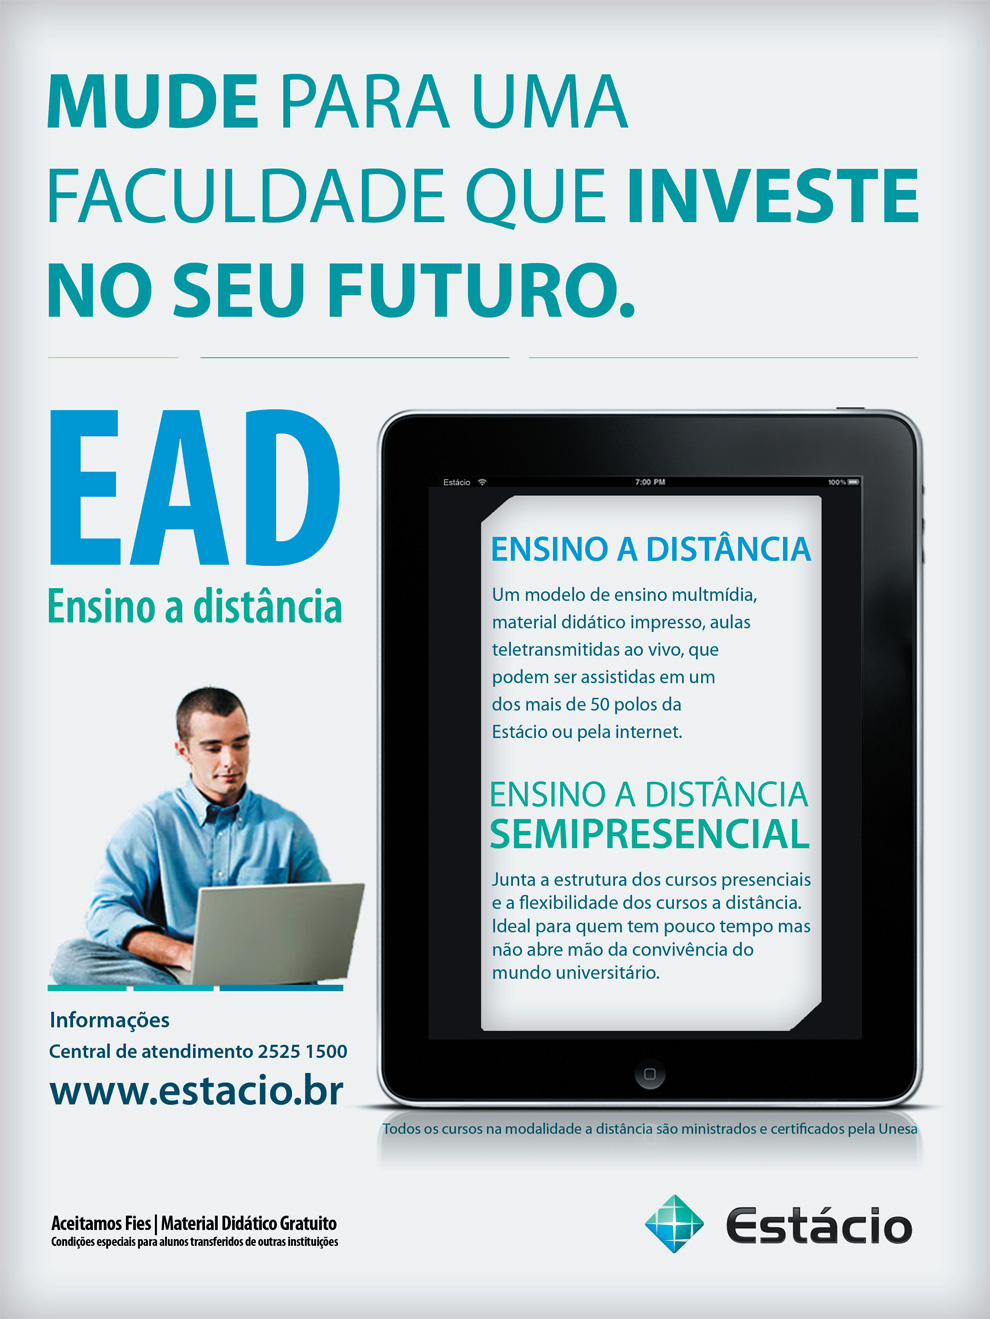 MUDE PARA UMA
FACULDADE QUE INVESTE
NO SEU FUTURO.
EAD
Ensino a distância
Estácio
7:00 PM
100%
ENSINO A DISTÂNCIA
Um modelo de ensino multmídia,
material didático impresso, aulas
teletransmitidas ao vivo, que
podem ser assistidas em um
dos mais de 50 polos da
Estácio ou pela internet.
ENSINO A DISTÂNCIA
SEMIPRESENCIAL
Junta a estrutura dos cursos presenciais
e a flexibilidade dos cursos a distância.
Ideal para quem tem pouco tempo mas
não abre mão da convivência do
mundo universitário.
Informações
Central de atendimento 2525 1500
www.estacio.br
Todos os cursos na modalidade a distância são ministrados e certificados pela Unesa
Aceitamos Fies | Material Didático Gratuito
Condições especiais para alunos transferidos de outras instituições
Estácio